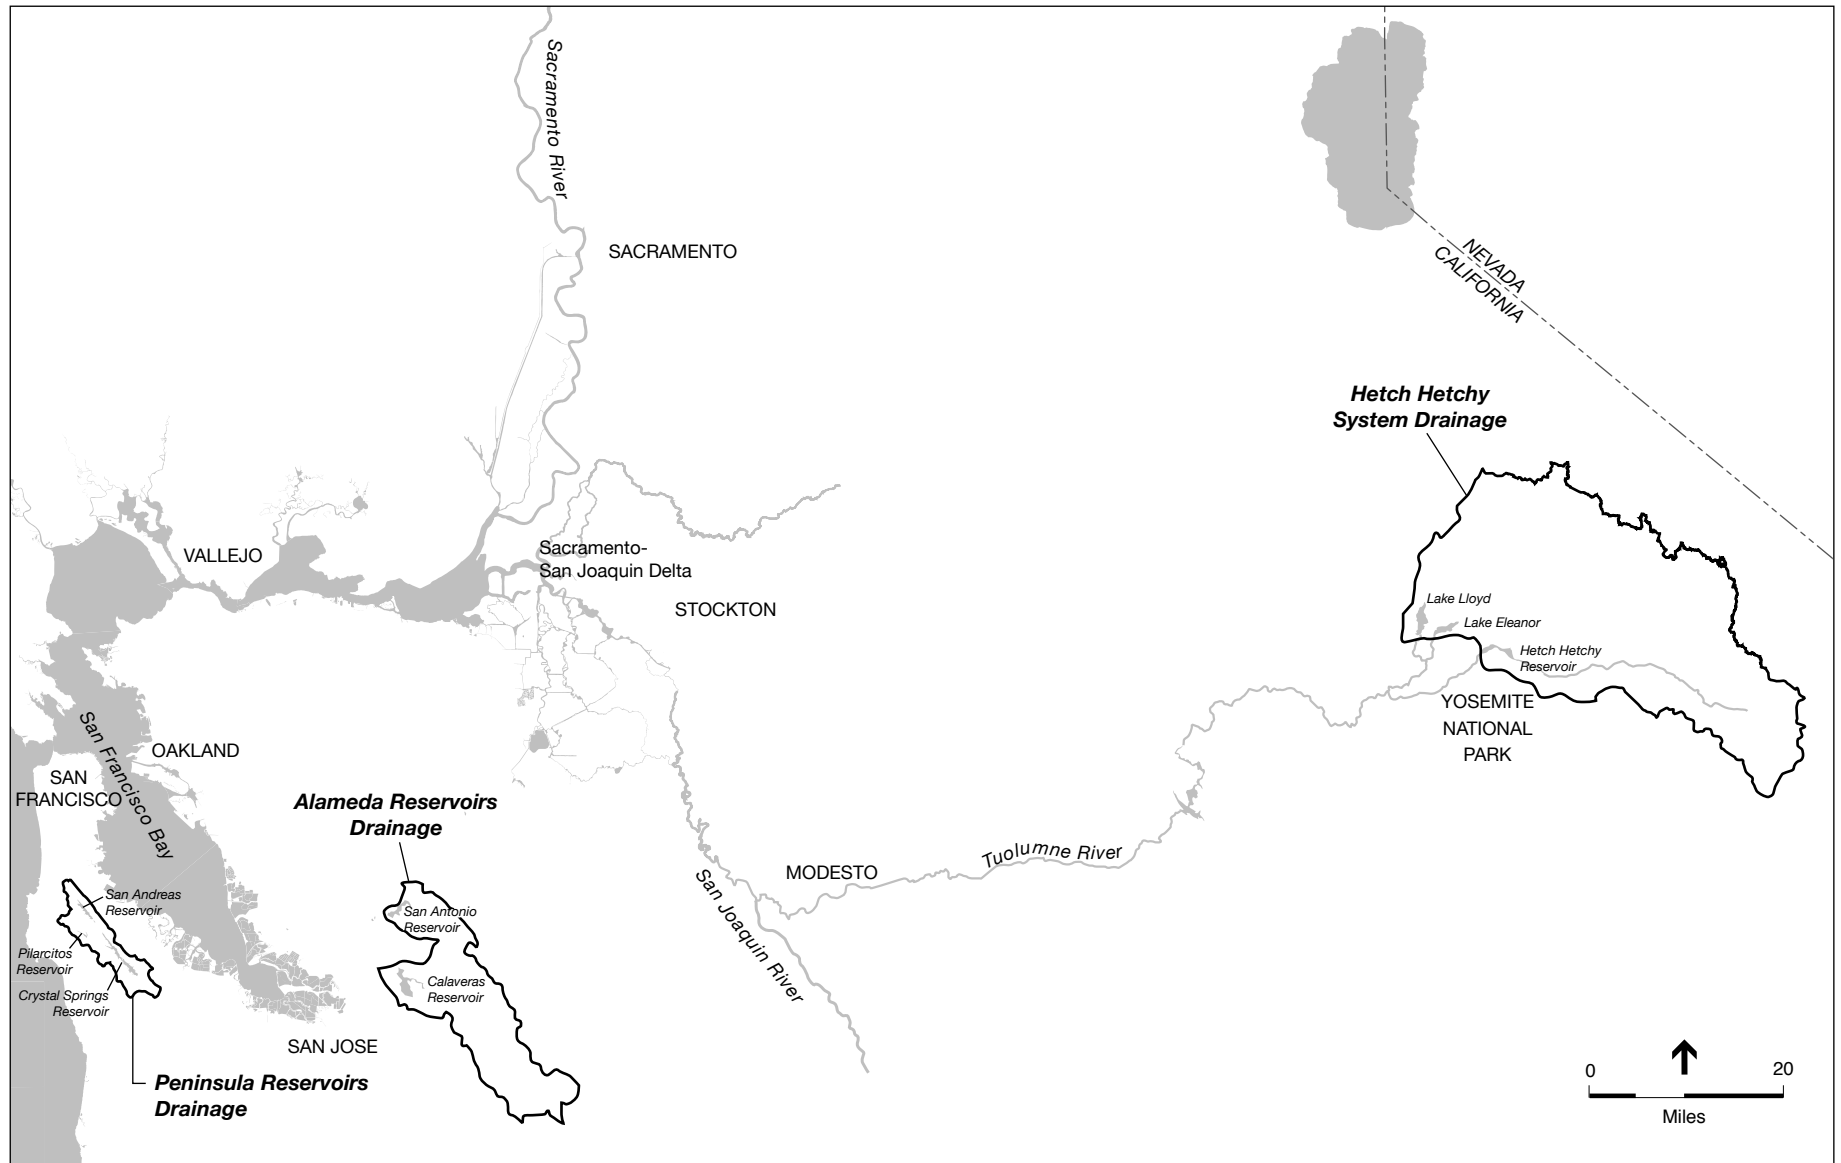 Sacramento River
SACRAMENTO
NEVADA
CALIFORNIA
Hetch Hetchy
System Drainage
VALLEJO
Sacramento-
San Joaquin Delta
STOCKTON
Lake Lloyd
Lake Eleanor
Hetch Hetchy
Reservoir
YOSEMITE
NATIONAL
PARK
San Francisco Bay
OAKLAND
SAN
FRANCISCO
Alameda Reservoirs
Drainage
Tuolumne River
MODESTO
San Joaquin River
San Andreas
Reservoir
San Antonio
Reservoir
Pilarcitos
Reservoir
Crystal Springs
Reservoir
Calaveras
Reservoir
SAN JOSE
Peninsula Reservoirs
Drainage
0 20
Miles